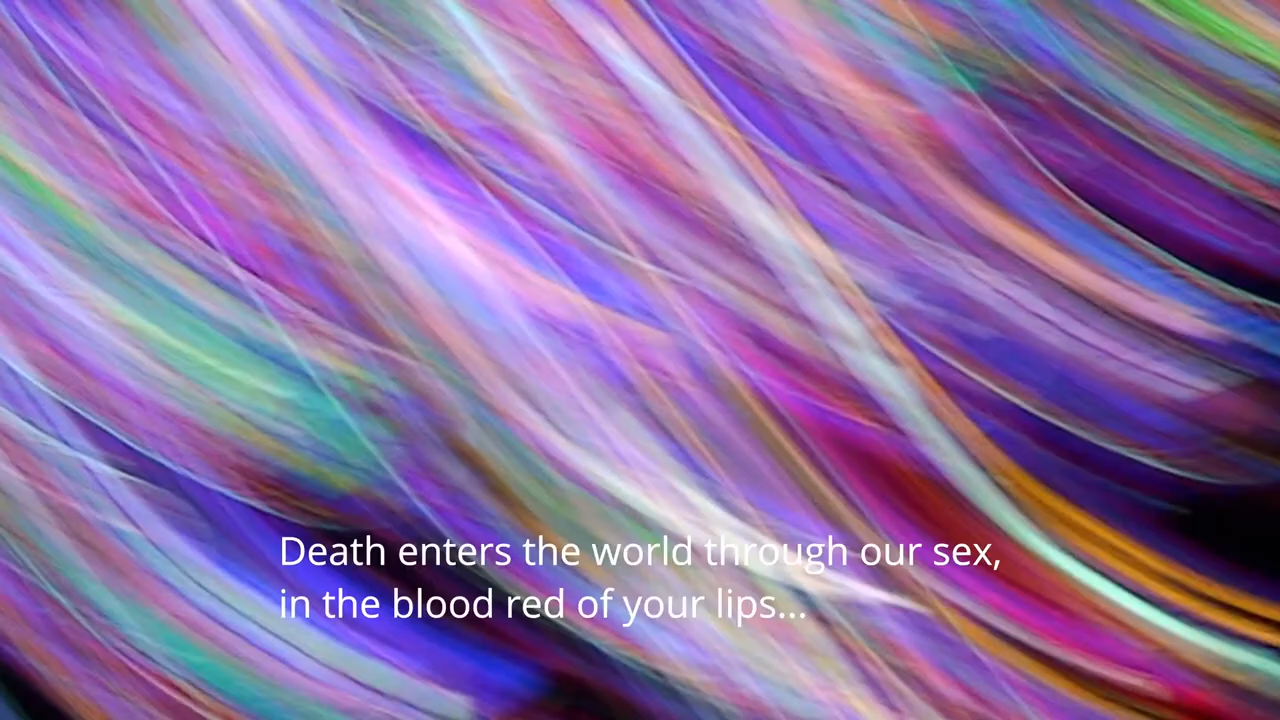 Death enters the world through our sex,
in the blood red of your lips...